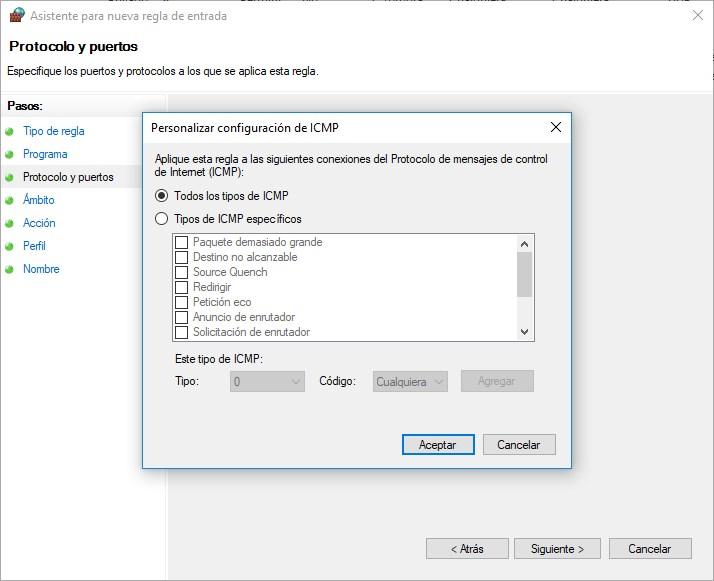 Asistente para nueva regla de entrada
Protocolo y puertos
Especifique los puertos y protocolos a los que se aplica esta regla.
Pasos:
Tipo de regla
Programa
Protocolo y puertos
Ámbito
Acción
Perfil
Nombre
Personalizar configuración de ICMP
Aplique esta regla a las siguientes conexiones del Protocolo de mensajes de control
de Internet (ICMP):
Todos los tipos de ICMP
Tipos de ICMP específicos
Paquete demasiado grande
Destino no alcanzable
Source Quench
Redirigir
Petición eco
Anuncio de enrutador
Solicitación de enrutador
Este tipo de ICMP:
Tipo: 0 Código: Cualquiera Agregar
Aceptar Cancelar
< Atrás Siguiente > Cancelar